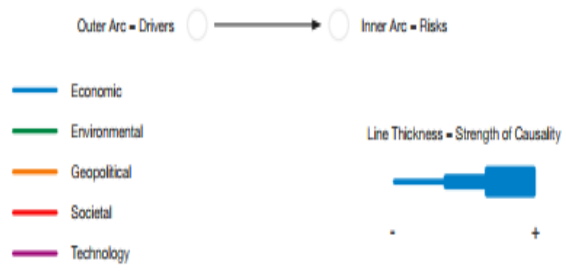 Outer Arc = Drivers
Inner Arc = Risks
Economic
Environmental
Geopolitical
Societal
Technology
Line Thickness = Strength of Causality
- +